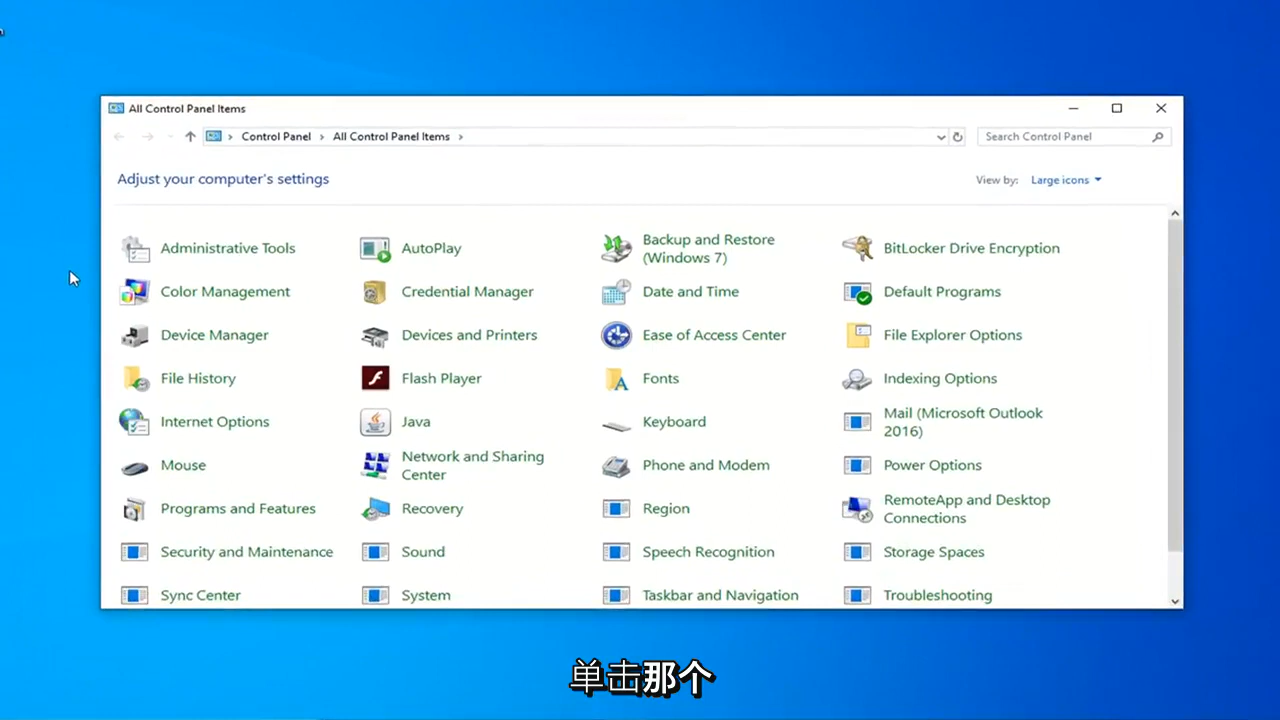 All Control Panel Items
Control Panel > All Control Panel Items >
Search Control Panel
Adjust your computer's settings
View by: Large icons
Administrative Tools
AutoPlay
Backup and Restore
(Windows 7)
BitLocker Drive Encryption
Color Management
Credential Manager
Date and Time
Default Programs
Device Manager
Devices and Printers
Ease of Access Center
File Explorer Options
File History
Flash Player
Fonts
Indexing Options
Internet Options
Java
Keyboard
Mail (Microsoft Outlook
2016)
Mouse
Network and Sharing
Center
Phone and Modem
Power Options
Programs and Features
Recovery
Region
RemoteApp and Desktop
Connections
Security and Maintenance
Sound
Speech Recognition
Storage Spaces
Sync Center
System
Taskbar and Navigation
Troubleshooting
单击那个